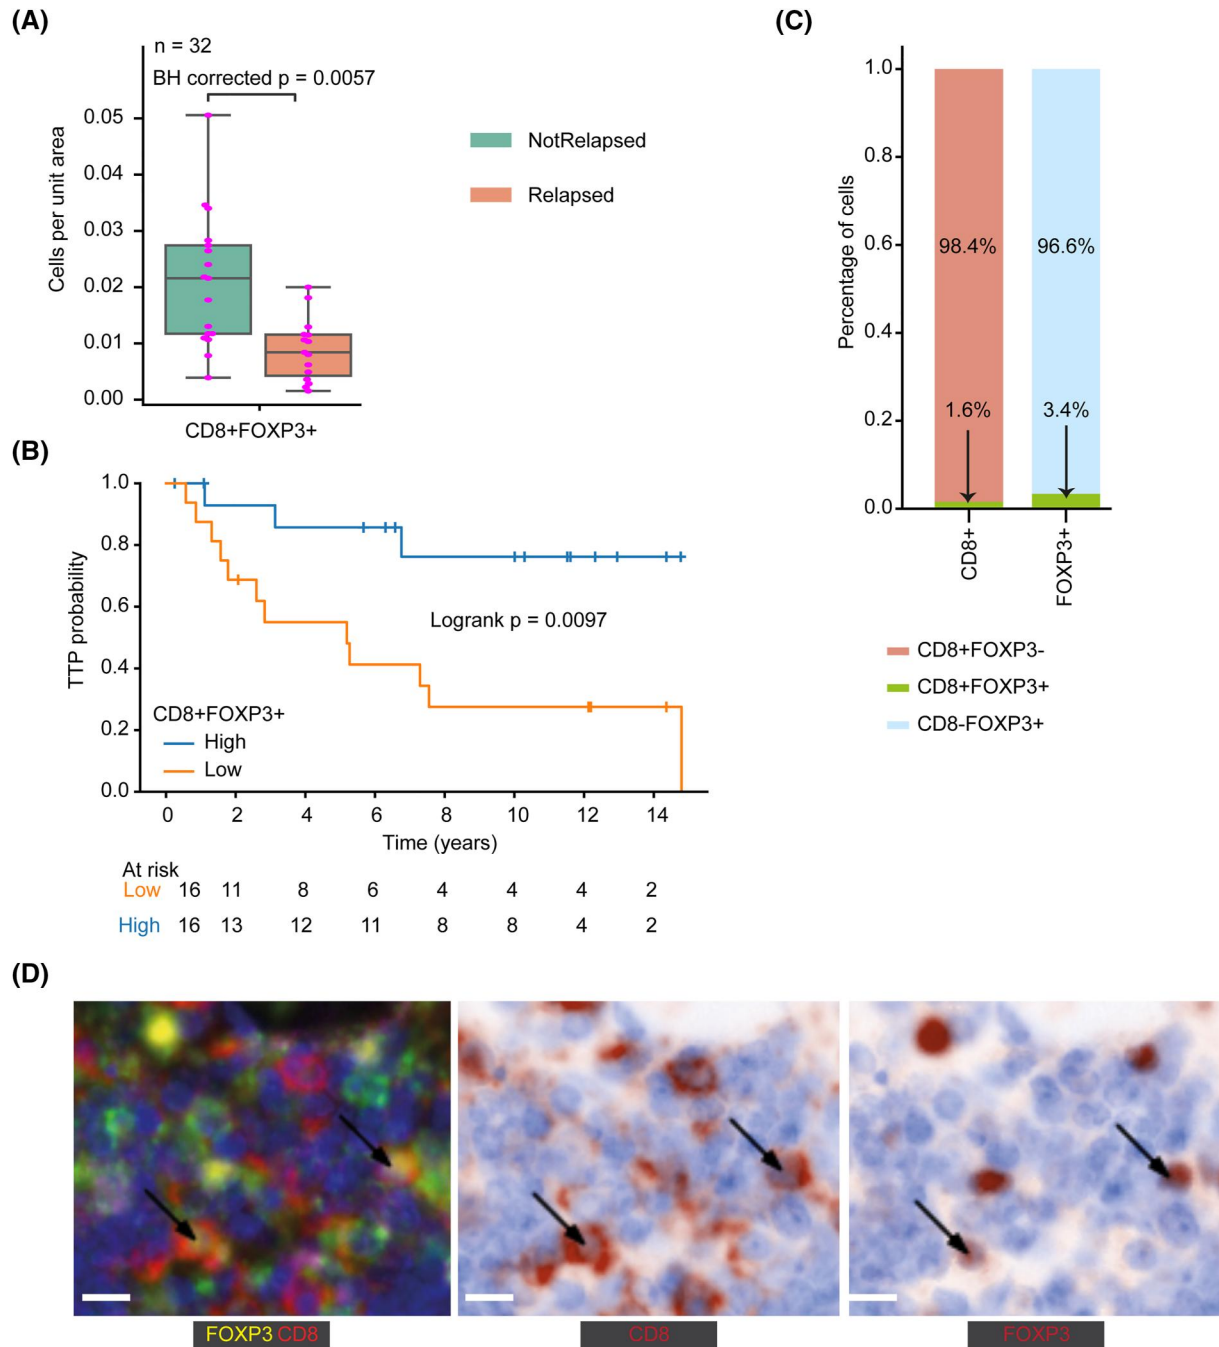 (A)
n = 32
BH corrected p = 0.0057
Cells per unit area
0.05
0.04
0.03
0.02
0.01
0.00
CD8+FOXP3+
NotRelapsed
Relapsed
(B)
TTP probability
1.0
0.8
0.6
0.4
0.2
0.0
Logrank p = 0.0097
CD8+FOXP3+
High
Low
0 2 4 6 8 10 12 14
Time (years)
At risk
Low 16 11 8 6 4 4 4 2
High 16 13 12 11 8 8 4 2
(C)
Percentage of cells
1.0
0.8
0.6
0.4
0.2
0.0
98.4% 96.6%
1.6% 3.4%
CD8+
FOXP3+
CD8+FOXP3-
CD8+FOXP3+
CD8-FOXP3+
(D)
FOXP3 CD8
CD8
FOXP3